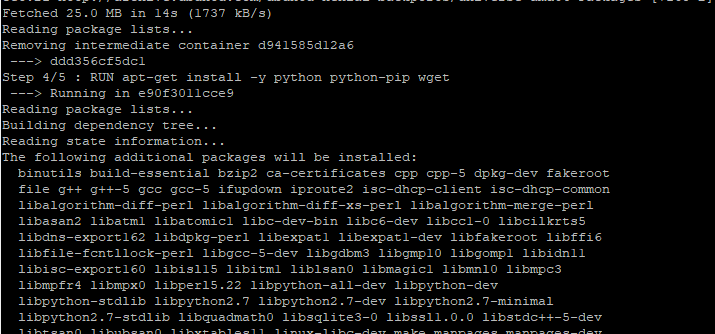 Fetched 25.0 MB in 14s (1737 kB/s)
Reading package lists...
Removing intermediate container d941585d12a6
 ---> ddd356cf5dc1
Step 4/5 : RUN apt-get install -y python python-pip wget
 ---> Running in e90f3011cce9
Reading package lists...
Building dependency tree...
Reading state information...
The following additional packages will be installed:
  binutils build-essential bzip2 ca-certificates cpp cpp-5 dpkg-dev fakeroot
  file g++ g++-5 gcc gcc-5 ifupdown iproute2 isc-dhcp-client isc-dhcp-common
  libalgorithm-diff-perl libalgorithm-diff-xs-perl libalgorithm-merge-perl
  libasan2 libatm1 libatomic1 libc-dev-bin libc6-dev libcc1-0 libcilkrts5
  libdns-export162 libdpkg-perl libexpat1 libexpat1-dev libfakeroot libffi6
  libfile-fcntllock-perl libgcc-5-dev libgdbm3 libgmp10 libgomp1 libidn11
  libisc-export160 libisl15 libitm1 liblsan0 libmagic1 libmnl0 libmpc3
  libmpfr4 libmpx0 libperl5.22 libpython-all-dev libpython-dev
  libpython-stdlib libpython2.7 libpython2.7-dev libpython2.7-minimal
  libpython2.7-stdlib libquadmath0 libsqlite3-0 libssl1.0.0 libstdc++-5-dev
  libtsan0 libubsan0 libxtables11 linux-libc-dev make manpages manpages-dev